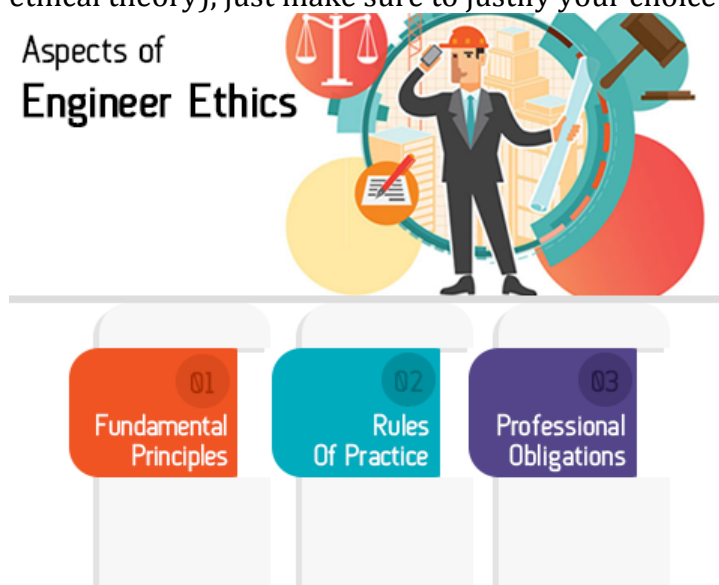 ethical theory), just make sure to justify your choice
Aspects of
Engineer Ethics
01
Fundamental
Principles
02
Rules
Of Practice
03
Professional
Obligations